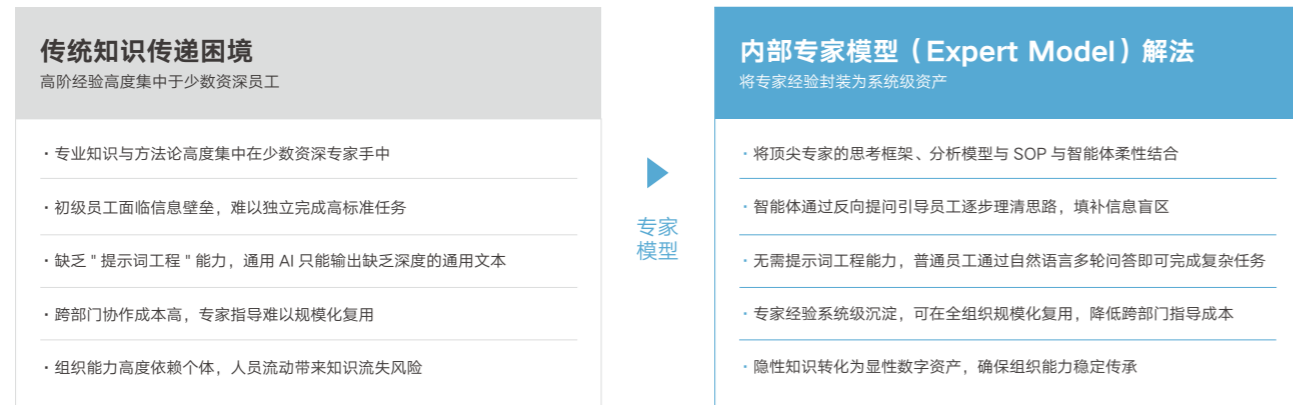 传统知识传递困境
高阶经验高度集中于少数资深员工
·专业知识与方法论高度集中在少数资深专家手中
·初级员工面临信息壁垒，难以独立完成高标准任务
·缺乏 " 提示词工程 " 能力，通用 AI 只能输出缺乏深度的通用文本
·跨部门协作成本高，专家指导难以规模化复用
·组织能力高度依赖个体，人员流动带来知识流失风险
专家
模型
内部专家模型（Expert Model）解法
将专家经验封装为系统级资产
·将顶尖专家的思考框架、分析模型与 SOP 与智能体柔性结合
·智能体通过反向提问引导员工逐步理清思路，填补信息盲区
·无需提示词工程能力，普通员工通过自然语言多轮问答即可完成复杂任务
·专家经验系统级沉淀，可在全组织规模化复用，降低跨部门指导成本
·隐性知识转化为显性数字资产，确保组织能力稳定传承